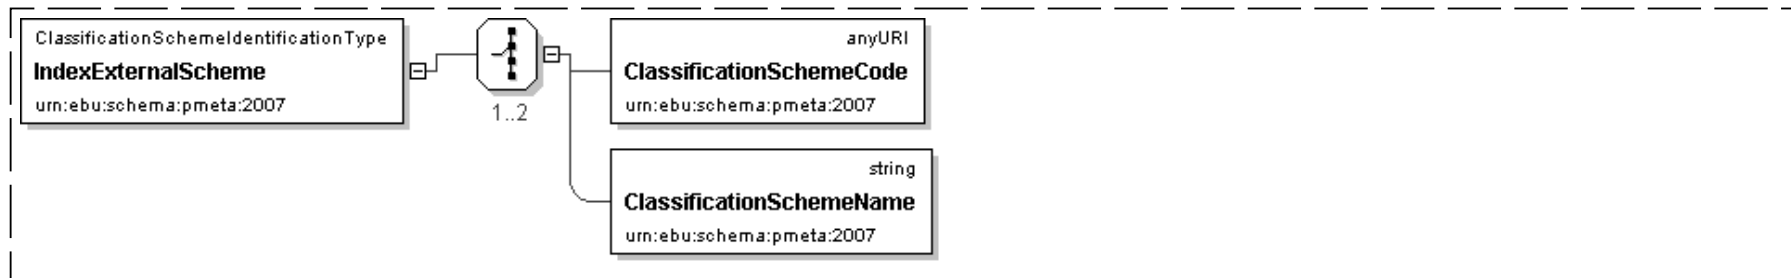 ClassificationSchemeIdentificationType
IndexExternalScheme
urn:ebu:schema:pmeta:2007
1..2
anyURI
ClassificationSchemeCode
urn:ebu:schema:pmeta:2007
string
ClassificationSchemeName
urn:ebu:schema:pmeta:2007